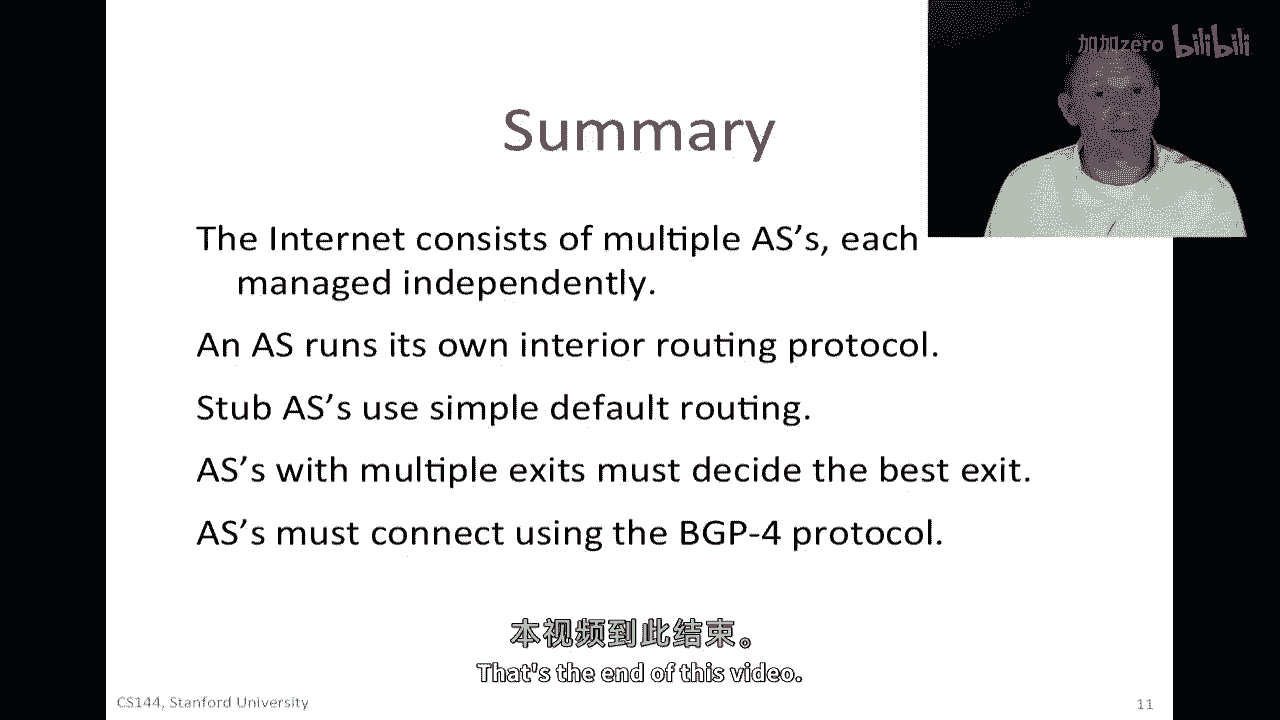 加加zero bilibili
Summary
The Internet consists of multiple AS's, each
managed independently.
An AS runs its own interior routing protocol.
Stub AS's use simple default routing.
AS's with multiple exits must decide the best exit.
AS's must connect using the BGP-4 protocol.
本视频到此结束。
That's the end of this video.
CS144, Stanford University
11